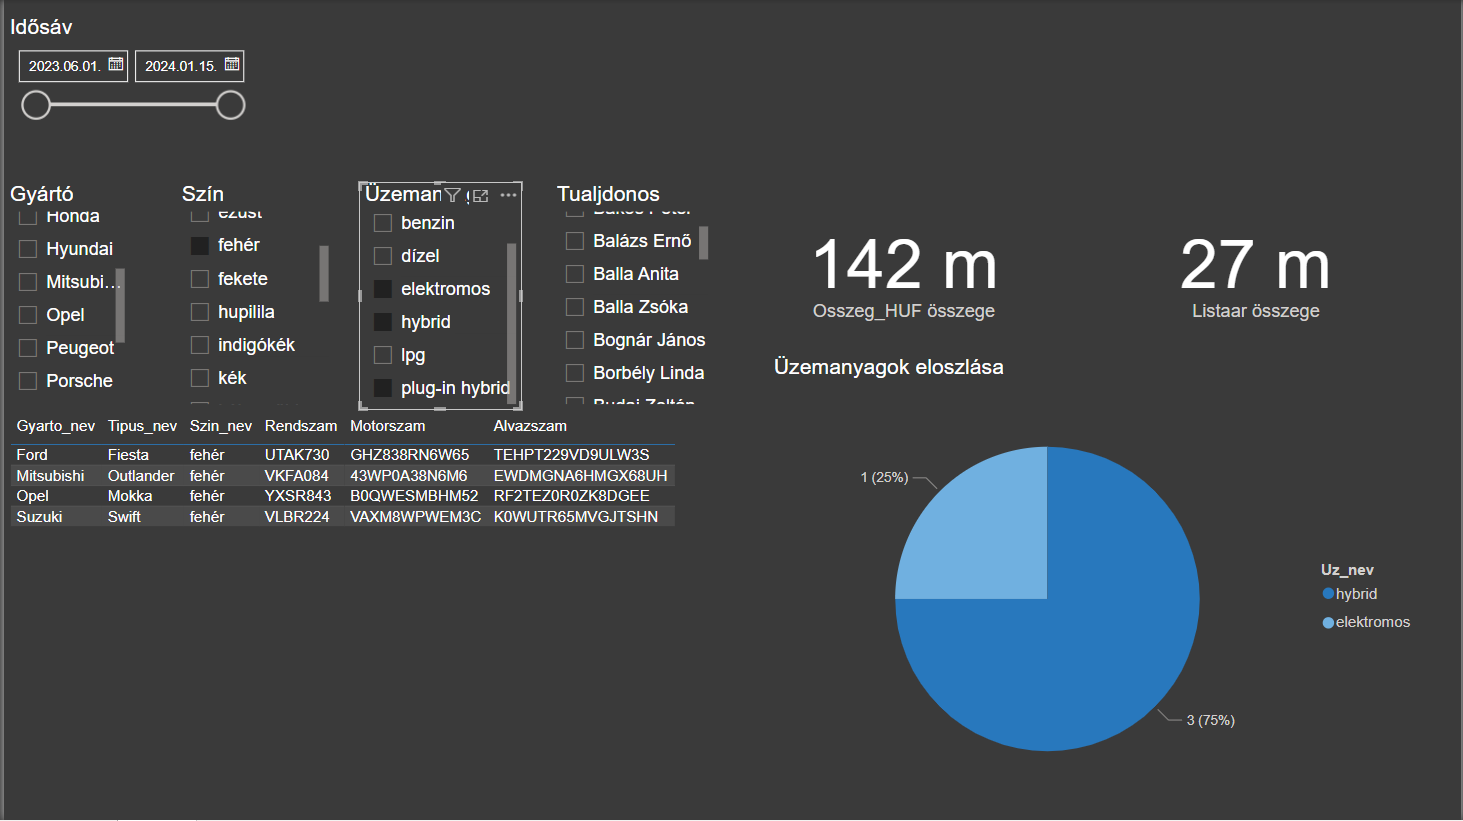 Idősáv
2023.06.01.
2024.01.15.
Gyártó
Honda
Hyundai
Mitsubi...
Opel
Peugeot
Porsche
Szín
ezüst
fehér
fekete
hupilila
indigókék
kék
Üzeman
benzin
dízel
elektromos
hybrid
lpg
plug-in hybrid
Tualjdonos
Balázs Ernő
Balla Anita
Balla Zsóka
Bognár János
Borbély Linda
142 m
Osszeg_HUF összege
27 m
Listaar összege
Gyarto_nev Tipus_nev Szin_nev Rendszam Motorszam Alvazszam
Ford Fiesta fehér UTAK730 GHZ838RN6W65 TEHPT229VD9ULW3S
Mitsubishi Outlander fehér VKFA084 43WP0A38N6M6 EWDMGNA6HMGX68UH
Opel Mokka fehér YXSR843 B0QWESMBHM52 RF2TEZ0R0ZK8DGEE
Suzuki Swift fehér VLBR224 VAXM8WPWEM3C K0WUTR65MVGJTSHN
Üzemanyagok eloszlása
1 (25%)
3 (75%)
Uz_nev
hybrid
elektromos